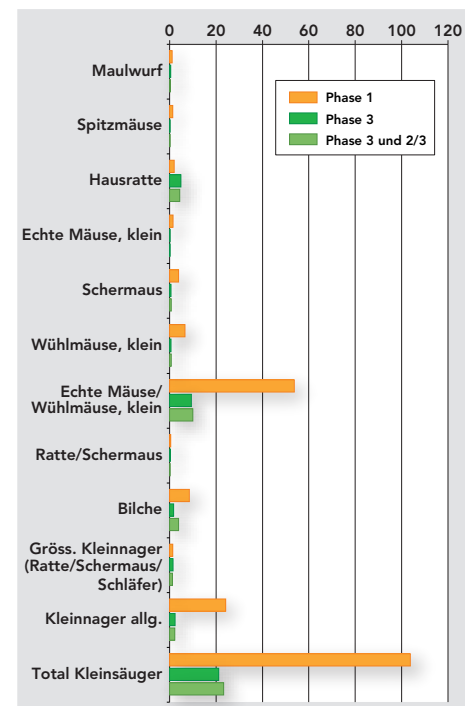 0 20 40 60 80 100 120
Maulwurf
Phase 1
Phase 3
Phase 3 und 2/3
Spitzmäuse
Hausratte
Echte Mäuse, klein
Schermaus
Wühlmäuse, klein
Echte Mäuse/
Wühlmäuse, klein
Ratte/Schermaus
Bilche
Gröss. Kleinnager
(Ratte/Schermaus/
Schläfer)
Kleinnager allg.
Total Kleinsäuger